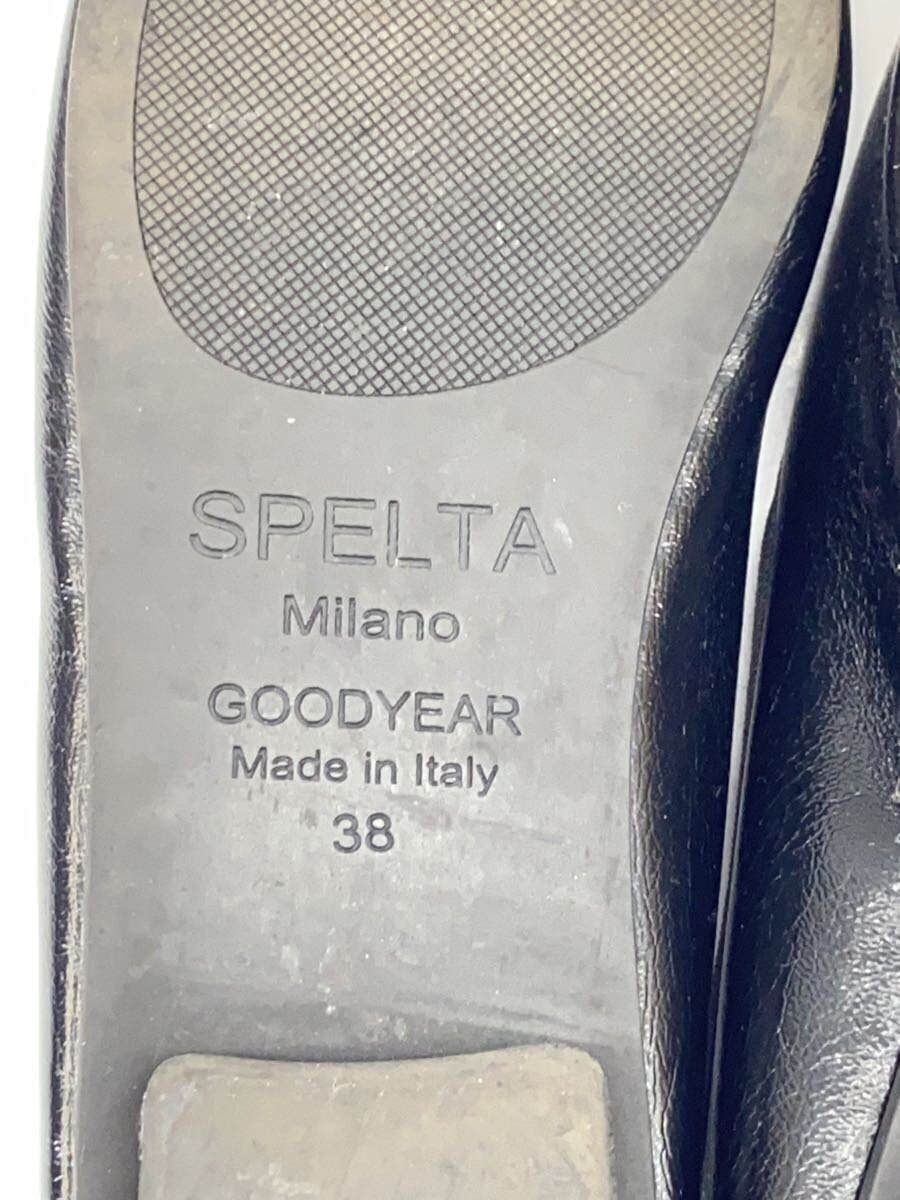 SPELTA
Milano
GOODYEAR
Made in Italy
38